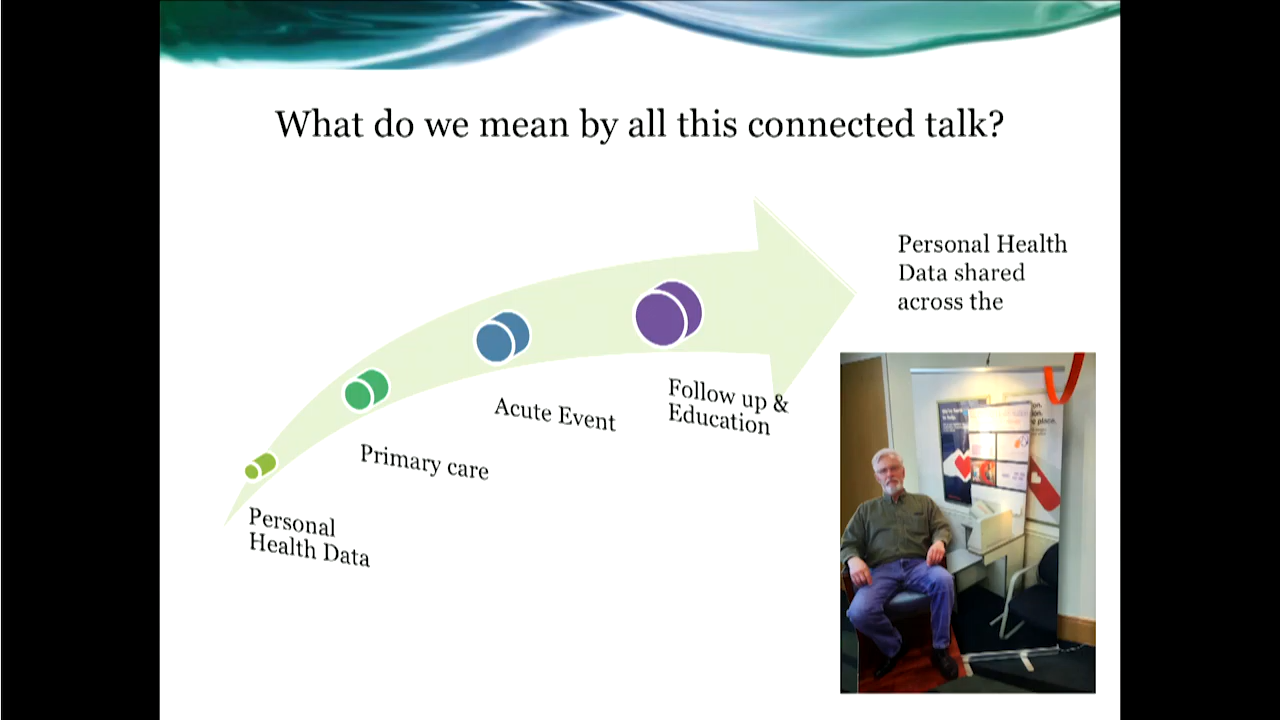 What do we mean by all this connected talk?
Personal Health
Data shared
across the
Follow up &
Education
Acute Event
Primary care
Personal
Health Data